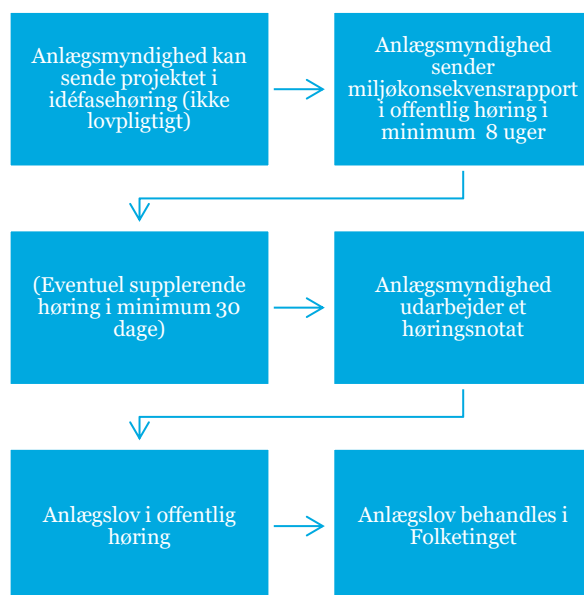 Anlægsmyndighed kan
sende projektet i
idéfasehøring (ikke
lovpligtigt)
Anlægsmyndighed
sender
miljøkonsekvensrapport
i offentlig høring i
minimum 8 uger
(Eventuel supplerende
høring i minimum 30
dage)
Anlægsmyndighed
udarbejder et
høringsnotat
Anlægslov i offentlig
høring
Anlægslov behandles i
Folketinget